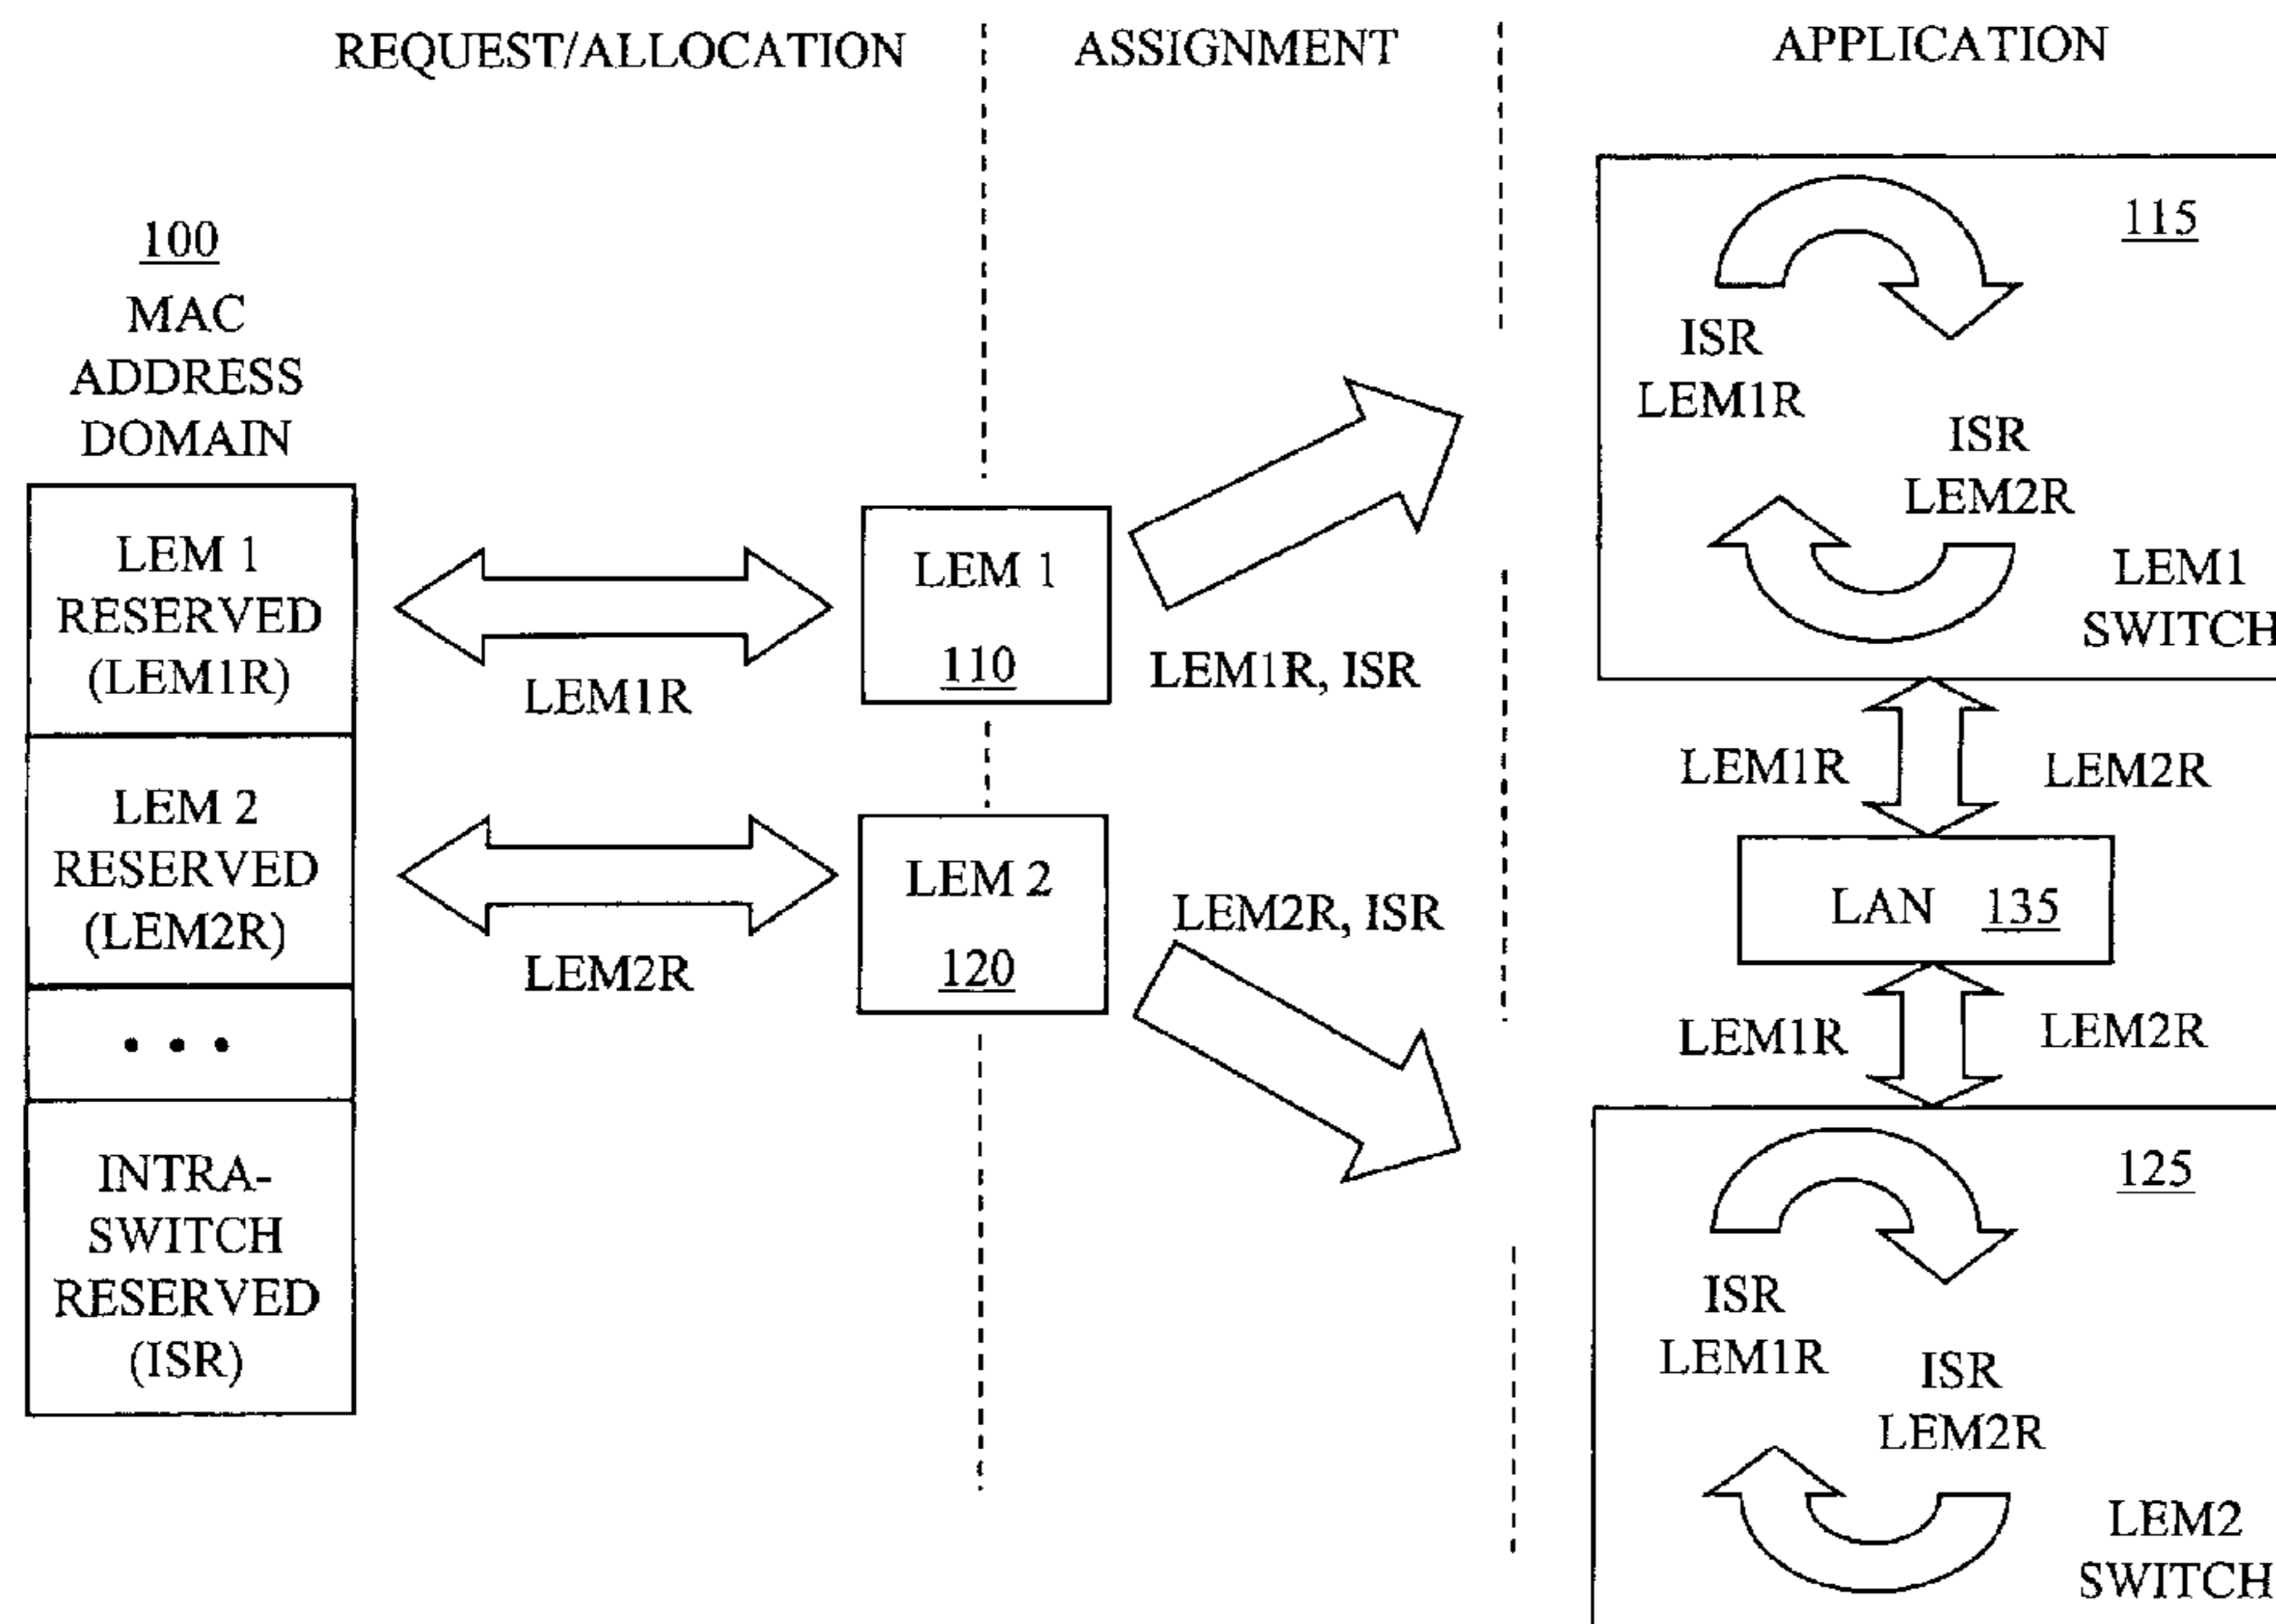 REQUEST/ALLOCATION
ASSIGNMENT
APPLICATION
100
MAC
ADDRESS
DOMAIN
LEM 1
RESERVED
(LEM1R)
LEM 2
RESERVED
(LEM2R)
• • •
INTRA-
SWITCH
RESERVED
(ISR)
LEM1R
LEM2R
LEM 1
110
LEM 2
120
LEM1R, ISR
LEM2R, ISR
115
ISR
LEM1R
ISR
LEM2R
LEM1
SWITCH
LEM1R
LEM2R
LAN 135
LEM1R
LEM2R
125
ISR
LEM1R
ISR
LEM2R
LEM2
SWITCH